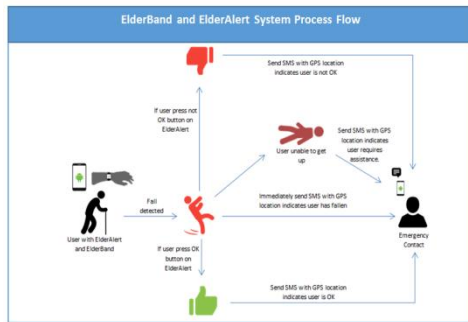 ElderBand and ElderAlert System Process Flow
Send SMS with GPS location
indicates user is not OK
If user press not
OK button on
ElderAlert
User unable to get
up
Send SMS with GPS
location indicates
user requires
assistance.
Fall
detected
Immediately send SMS with GPS
location indicates user has fallen
User with ElderAlert
and ElderBand
Emergency
Contact
If user press OK
button on
ElderAlert
Send SMS with GPS location
indicates user is OK